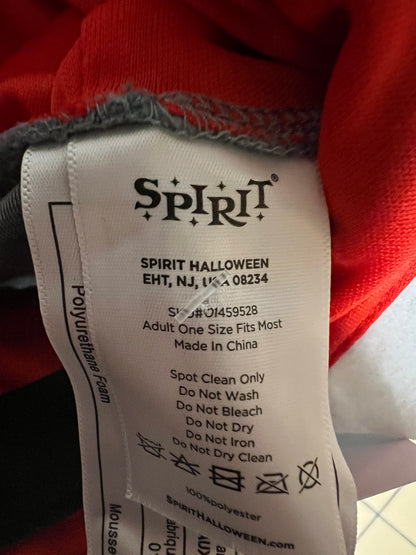 SPIRIT®
SPIRIT HALLOWEEN
EHT, NJ, USA 08234
SKU#01459528
Adult One Size Fits Most
Made in China
Spot Clean Only
Do Not Wash
Do Not Bleach
Do Not Dry
Do Not Iron
Do Not Dry Clean
100%polyester
SPIRITHALLOWEEN.com
Polyurethane Foam
Mousse